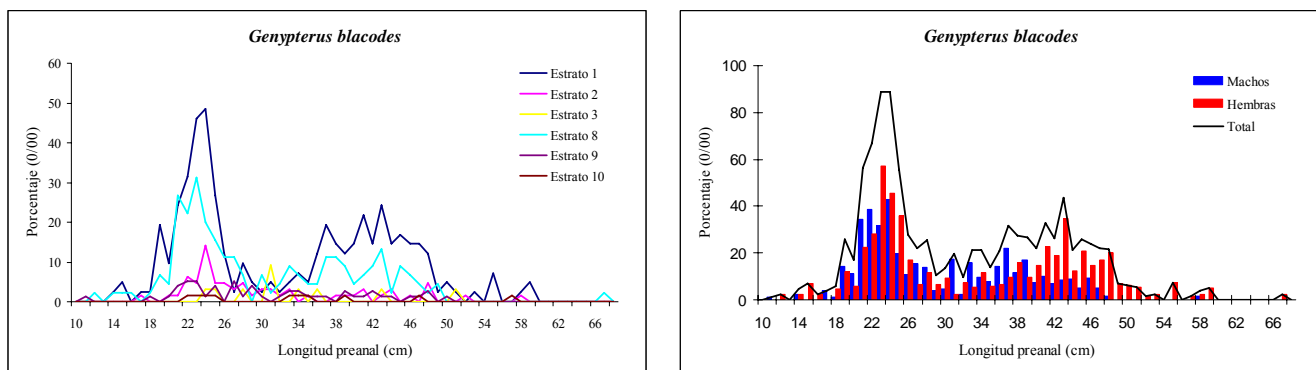 Genypterus blacodes
Porcentaje (0/00)
60
50
40
30
20
10
0
Estrato 1
Estrato 2
Estrato 3
Estrato 8
Estrato 9
Estrato 10
10 14 18 22 26 30 34 38 42 46 50 54 58 62 66
Longitud preanal (cm)
Genypterus blacodes
Porcentaje (0/00)
100
80
60
40
20
0
Machos
Hembras
Total
10 14 18 22 26 30 34 38 42 46 50 54 58 62 66
Longitud preanal (cm)